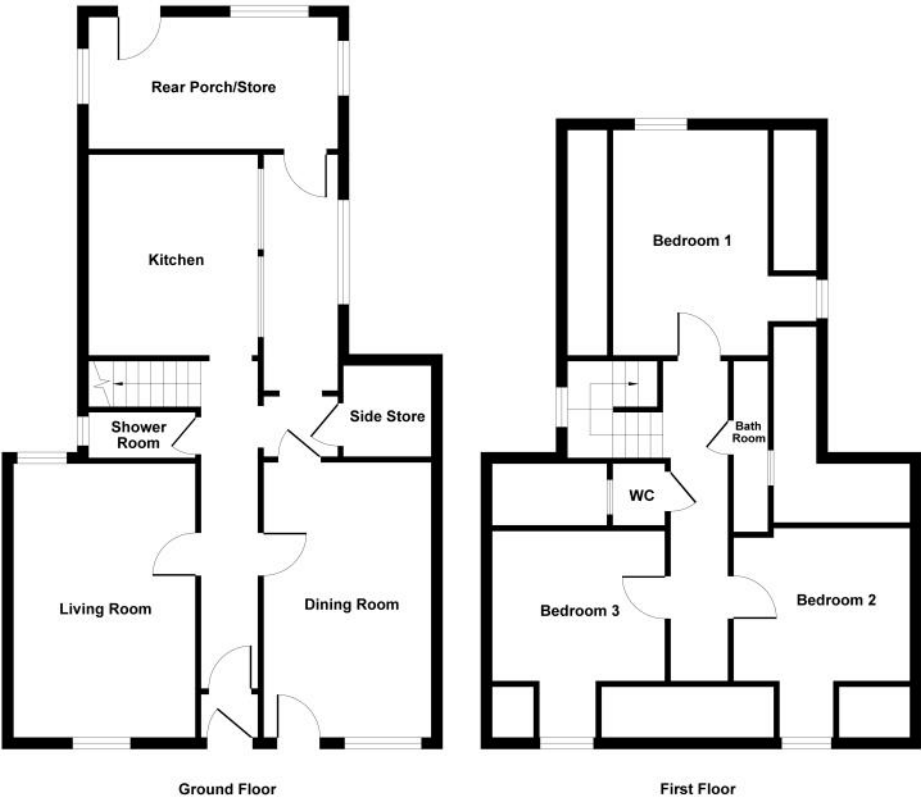 Rear Porch/Store
Kitchen
Shower
Room
Side Store
Living Room
Dining Room
Ground Floor
Bedroom 1
Bath
Room
WC
Bedroom 3
Bedroom 2
First Floor